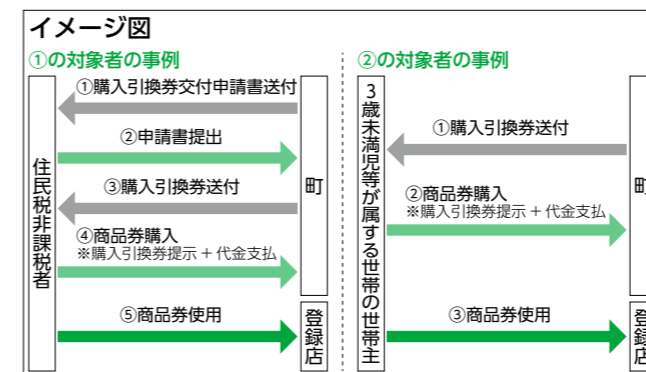 イメージ図
①の対象者の事例
住民税非課税者
①購入引換券交付申請書送付
②申請書提出
③購入引換券送付
④商品券購入
※購入引換券提示 + 代金支払
⑤商品券使用
町
登録店
②の対象者の事例
3歳未満児等が属する世帯の世帯主
①購入引換券送付
②商品券購入
※購入引換券提示 + 代金支払
③商品券使用
町
登録店